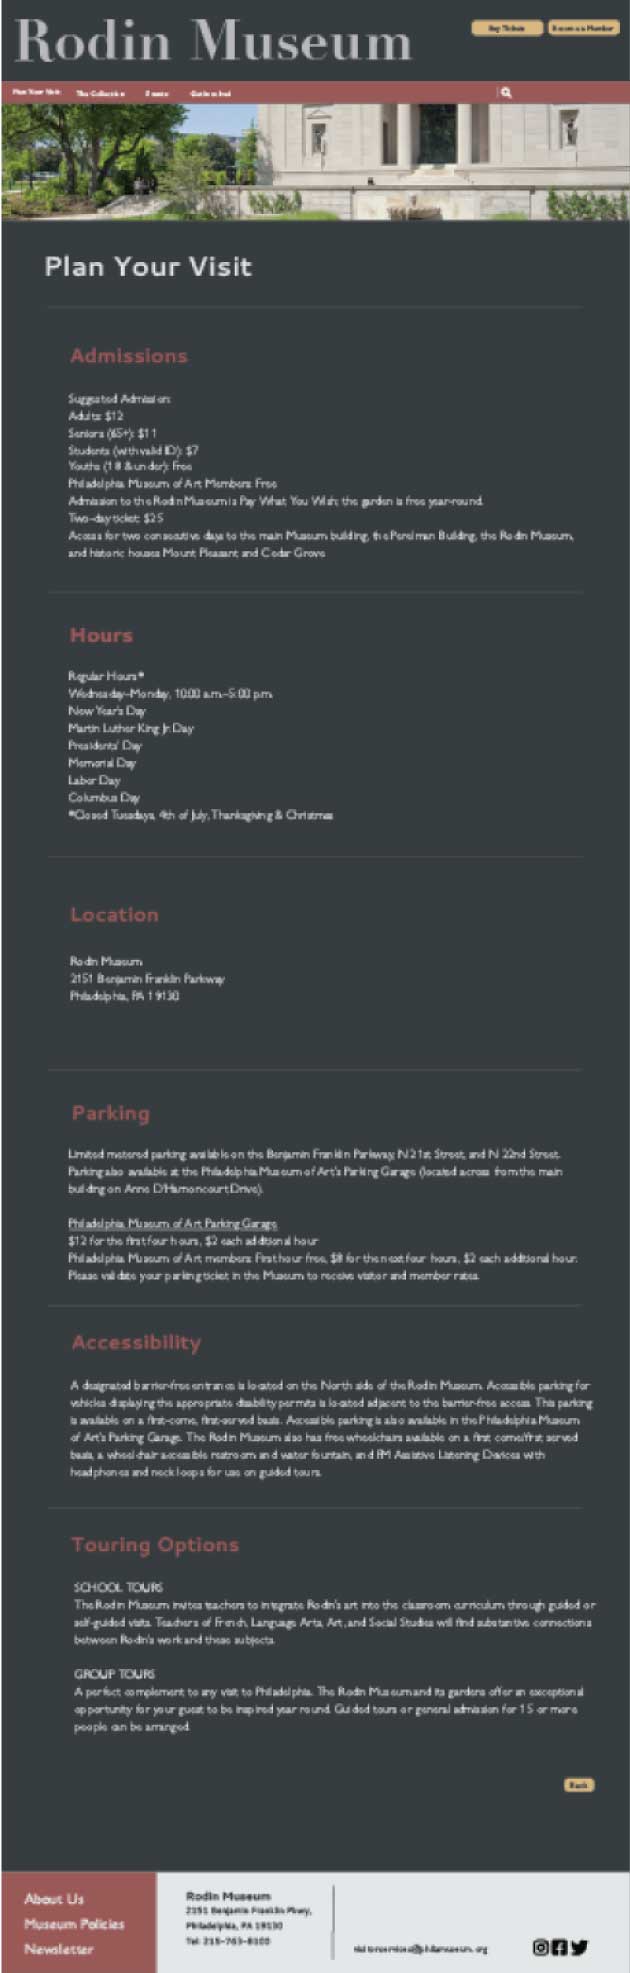 Rodin Museum
Buy Tickets
Become a Member
Plan Your Visit
The Collection
Events
Get Involved
Plan Your Visit
Admissions
Suggested Admission:
Adults: $12
Seniors (65+): $11
Students (with valid ID): $7
Youths (18 & under): Free
Philadelphia Museum of Art Members: Free
Admission to the Rodin Museum is Pay What You Wish; the garden is free year-round.
Two-day ticket: $25
Access for two consecutive days to the main Museum building, the Perelman Building, the Rodin Museum,
and historic houses Mount Pleasant and Cedar Grove
Hours
Regular Hours*
Wednesday–Monday, 10:00 a.m.–5:00 p.m.
New Year's Day
Martin Luther King Jr. Day
Presidents' Day
Memorial Day
Labor Day
Columbus Day
*Closed Tuesdays, 4th of July, Thanksgiving & Christmas
Location
Rodin Museum
2151 Benjamin Franklin Parkway
Philadelphia, PA 19130
Parking
Limited metered parking available on the Benjamin Franklin Parkway, N 21st Street, and N 22nd Street.
Parking also available at the Philadelphia Museum of Art's Parking Garage (located across from the main
building on Anne D'Harnoncourt Drive).
Philadelphia Museum of Art Parking Garage
$12 for the first four hours, $2 each additional hour
Philadelphia Museum of Art members: First hour free, $8 for the next four hours, $2 each additional hour.
Please validate your parking ticket in the Museum to receive visitor and member rates.
Accessibility
A designated barrier-free entrance is located on the North side of the Rodin Museum. Accessible parking for
vehicles displaying the appropriate disability permits is located adjacent to the barrier-free access. This parking
is available on a first-come, first-served basis. Accessible parking is also available in the Philadelphia Museum
of Art's Parking Garage. The Rodin Museum also has free wheelchairs available on a first come/first served
basis, a wheelchair accessible restroom and water fountain, and FM Assistive Listening Devices with
headphones and neck loops for use on guided tours.
Touring Options
SCHOOL TOURS
The Rodin Museum invites teachers to integrate Rodin's art into the classroom curriculum through guided or
self-guided visits. Teachers of French, Language Arts, Art, and Social Studies will find substantive connections
between Rodin's work and these subjects.
GROUP TOURS
A perfect complement to any visit to Philadelphia. The Rodin Museum and its gardens offer an exceptional
opportunity for your guest to be inspired year round. Guided tours or general admission for 15 or more
people can be arranged.
Back
About Us
Museum Policies
Newsletter
Rodin Museum
2151 Benjamin Franklin Pkwy,
Philadelphia, PA 19130
Tel: 215-763-8100
visitorservices@philamuseum.org